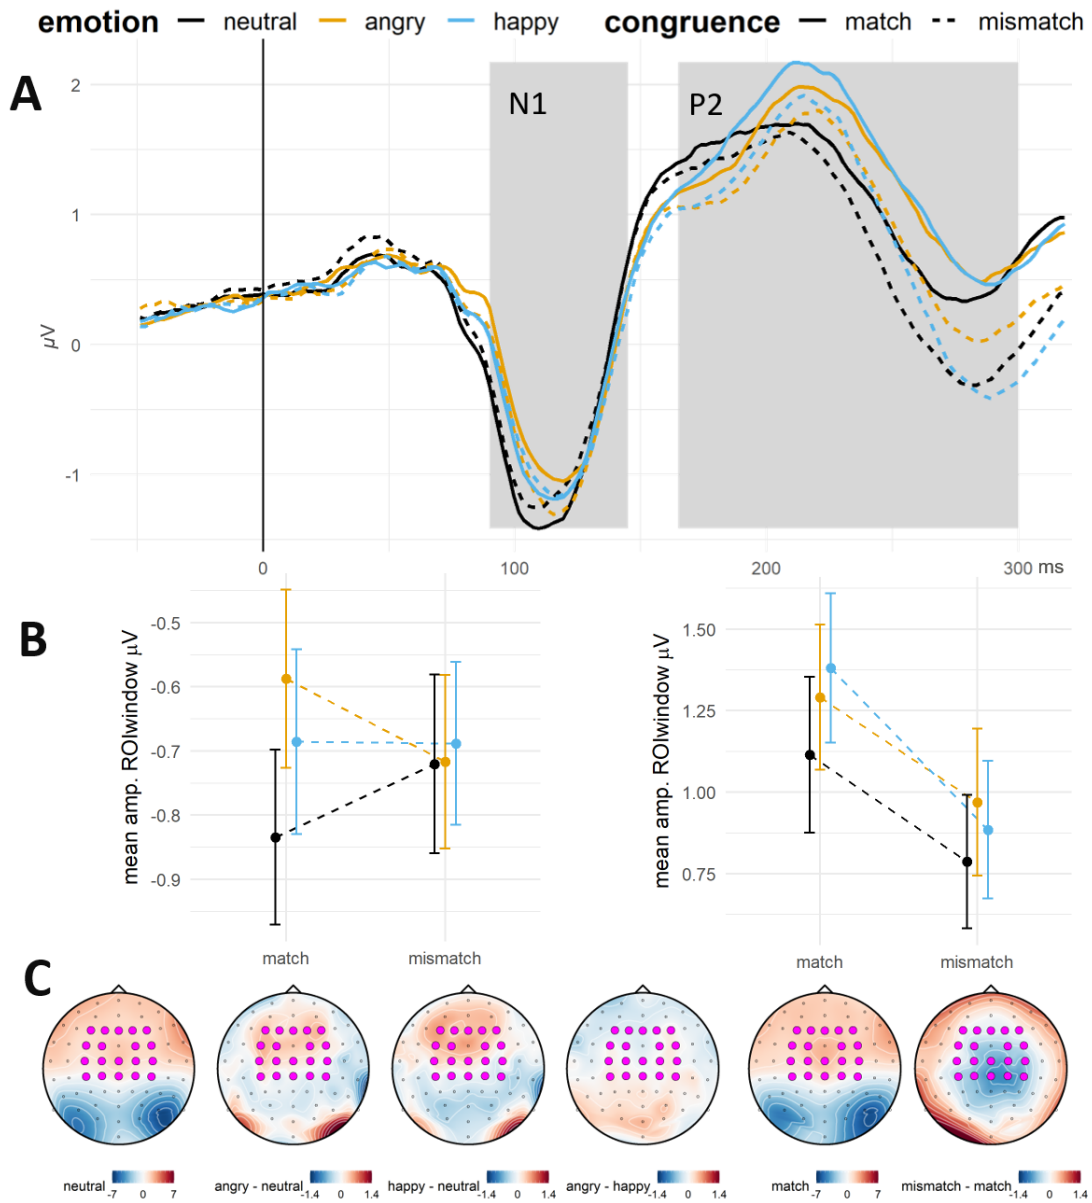 emotion neutral angry happy congruence match mismatch
A
N1
P2
2
1
0
-1
μV
0
100
200
300 ms
B
mean amp. ROIwindow μV
-0.5
-0.6
-0.7
-0.8
-0.9
match
mismatch
mean amp. ROIwindow μV
1.50
1.25
1.00
0.75
match
mismatch
C
neutral -7 0 7
angry - neutral -1.4 0 1.4
happy - neutral -1.4 0 1.4
angry - happy -1.4 0 1.4
match -7 0 7
mismatch - match -1.4 0 1.4